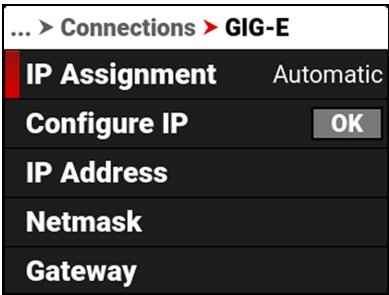 ... ➤ Connections ➤ GIG-E
IP Assignment Automatic
Configure IP OK
IP Address
Netmask
Gateway